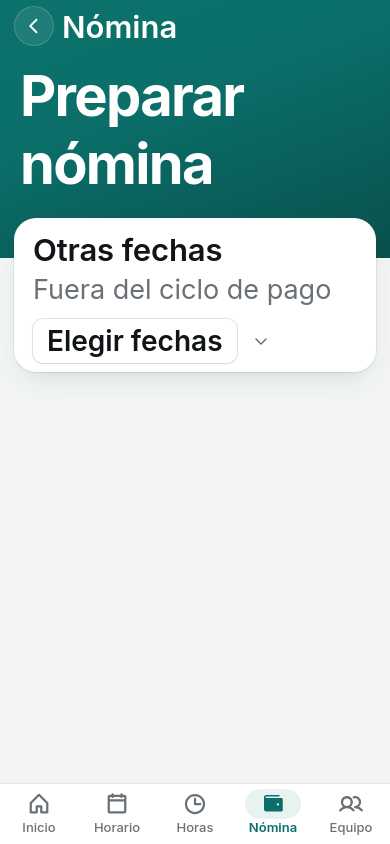 Nómina
Preparar
nómina
Otras fechas
Fuera del ciclo de pago
Elegir fechas
Inicio
Horario
Horas
Nómina
Equipo